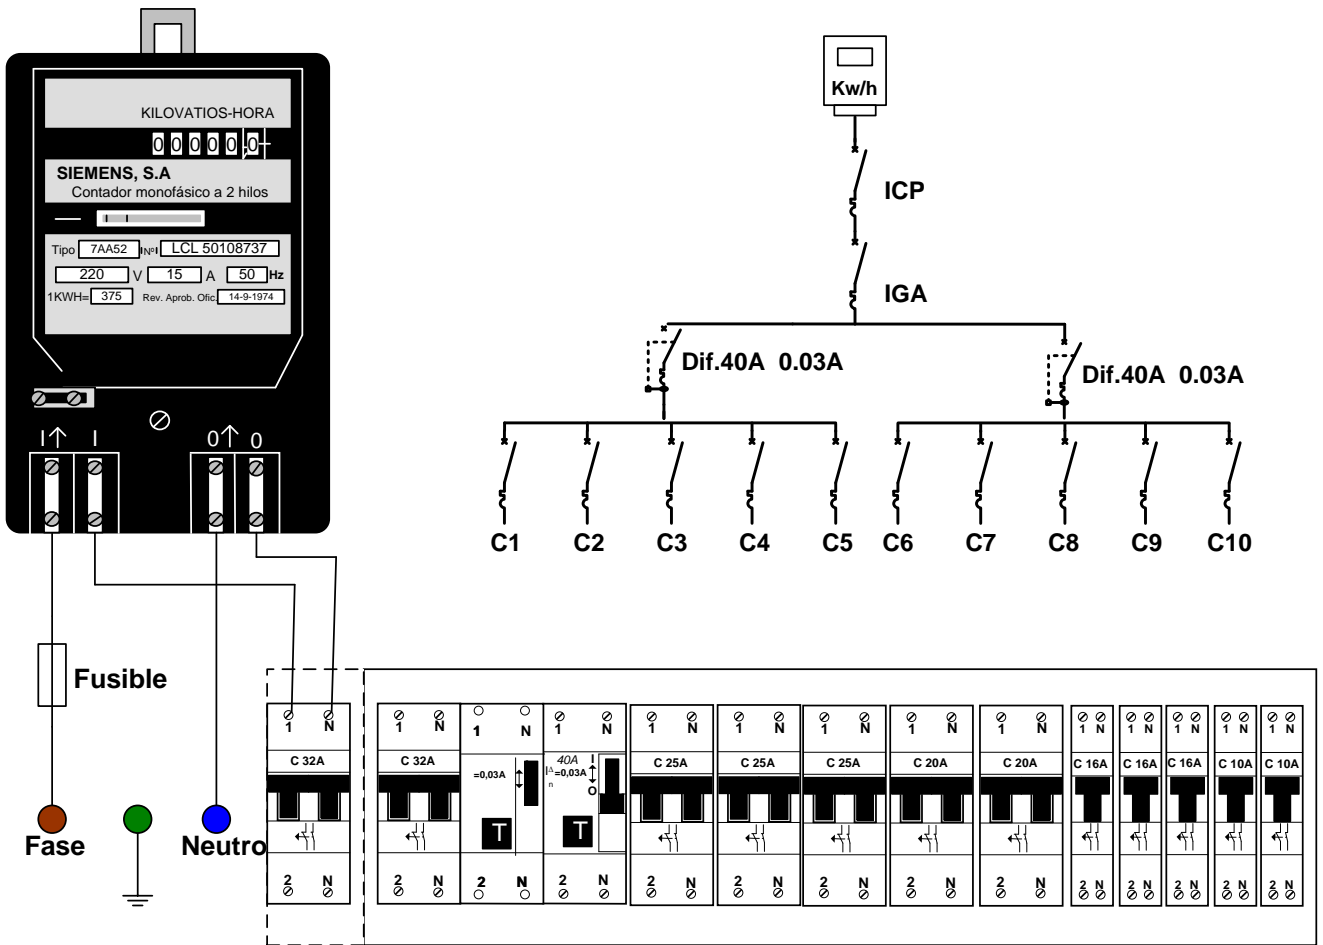 KILOVATIOS-HORA
0 0 0 0 0 0
SIEMENS, S.A
Contador monofásico a 2 hilos
Tipo 7AA52 Nº LCL 50108737
220 V 15 A 50 Hz
1KWH= 375 Rev. Aprob. Ofic. 14-9-1974
I I 0 0
Fusible
Fase
Neutro
Kw/h
ICP
IGA
Dif.40A 0.03A
Dif.40A 0.03A
C1 C2 C3 C4 C5 C6 C7 C8 C9 C10
1 N 1 N 1 N 1 N 1 N 1 N 1 N 1 N 1 N 1 N 1 N 1 N 1 N 1 N
C 32A C 32A =0,03A 40A I∆n =0,03A I O C 25A C 25A C 25A C 20A C 20A C 16A C 16A C 16A C 10A C 10A
T T
2 N 2 N 2 N 2 N 2 N 2 N 2 N 2 N 2 N 2 N 2 N 2 N 2 N 2 N